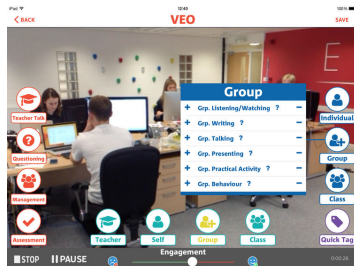 iPod
12:40
100%
BACK
VEO
SAVE
Group
+ Grp. Listening/Watching ? −
+ Grp. Writing ? −
+ Grp. Talking ? −
+ Grp. Presenting ? −
+ Grp. Practical Activity ? −
+ Grp. Behaviour ? −
Teacher Talk
Questioning
Management
Assessment
Individual
Group
Class
Quick Tag
Teacher
Self
Group
Class
Engagement
STOP
PAUSE
0:00:26